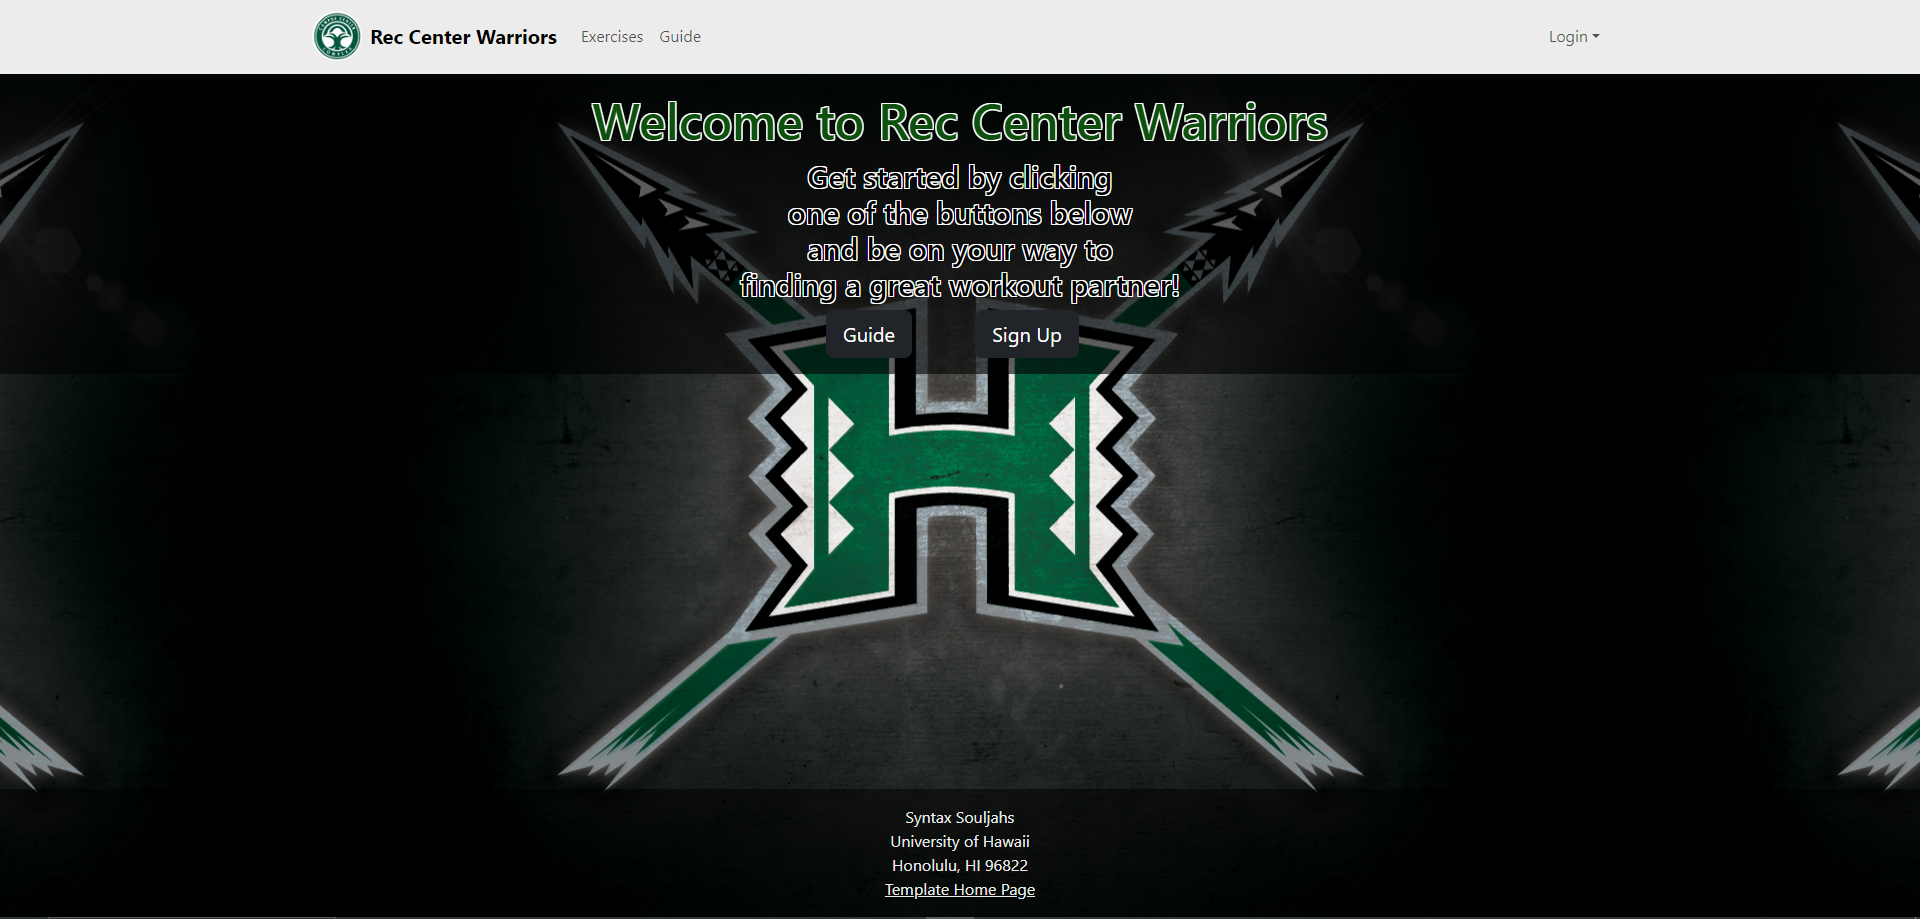 Rec Center Warriors
Exercises
Guide
Login
Welcome to Rec Center Warriors
Get started by clicking
one of the buttons below
and be on your way to
finding a great workout partner!
Guide
Sign Up
H
Syntax Souljahs
University of Hawaii
Honolulu, HI 96822
Template Home Page